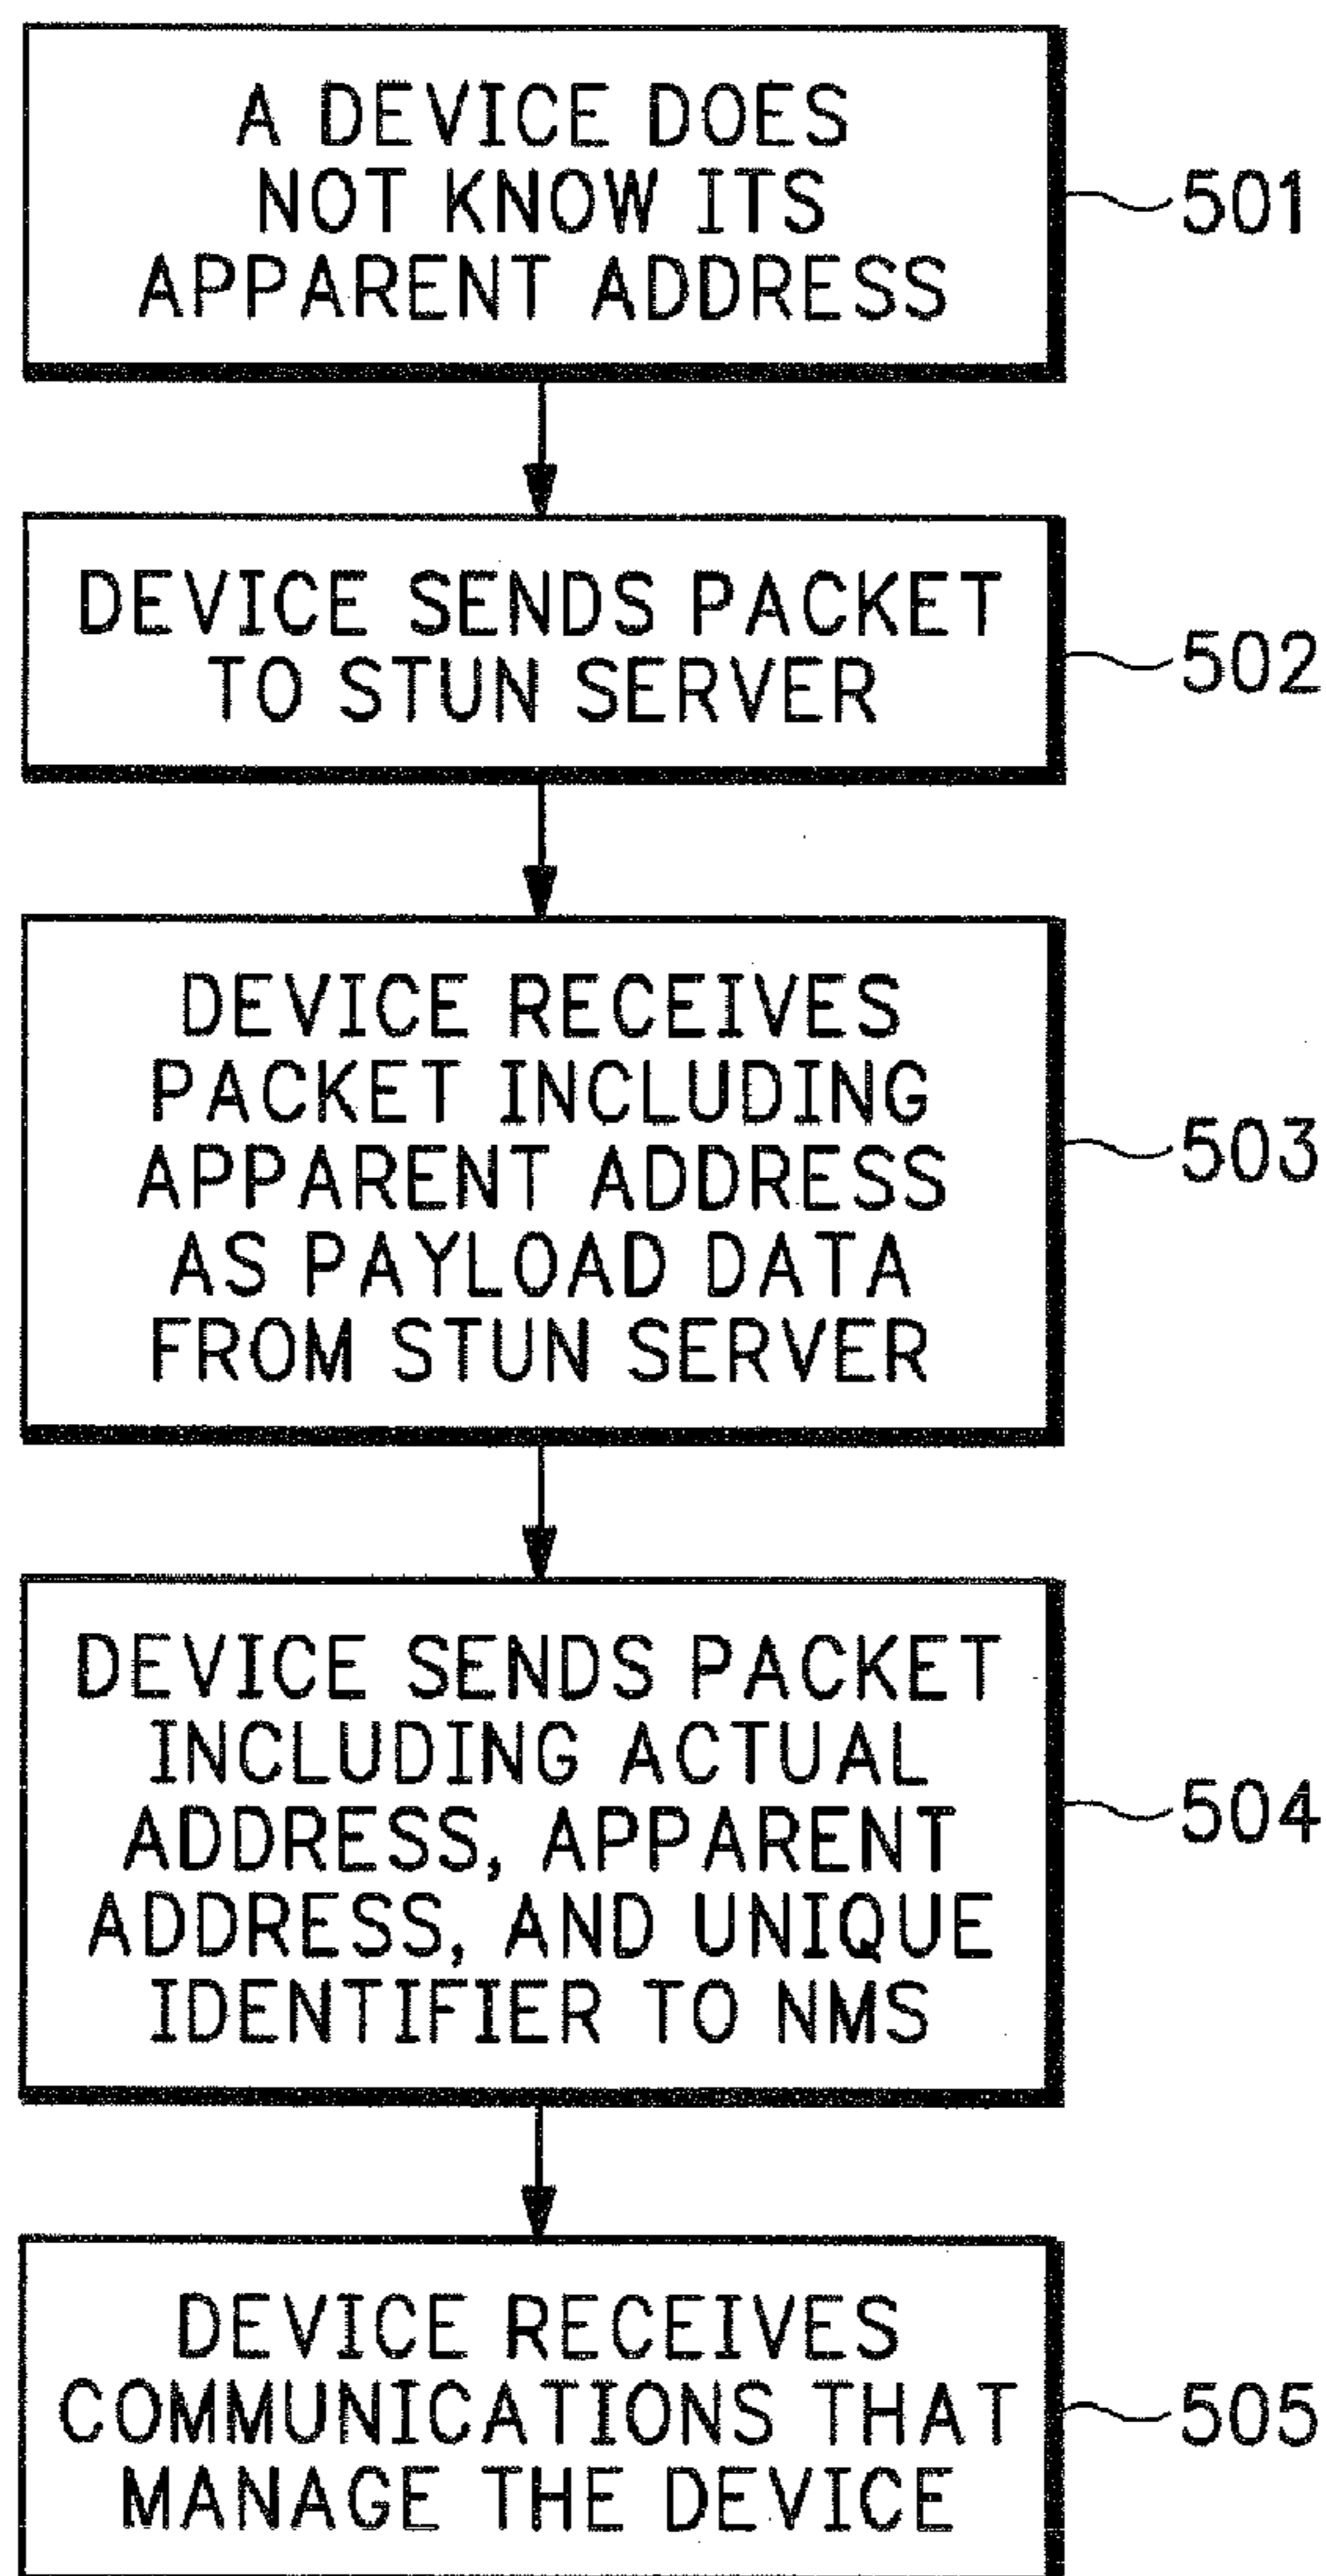 A DEVICE DOES
NOT KNOW ITS
APPARENT ADDRESS
501
DEVICE SENDS PACKET
TO STUN SERVER
502
DEVICE RECEIVES
PACKET INCLUDING
APPARENT ADDRESS
AS PAYLOAD DATA
FROM STUN SERVER
503
DEVICE SENDS PACKET
INCLUDING ACTUAL
ADDRESS, APPARENT
ADDRESS, AND UNIQUE
IDENTIFIER TO NMS
504
DEVICE RECEIVES
COMMUNICATIONS THAT
MANAGE THE DEVICE
505